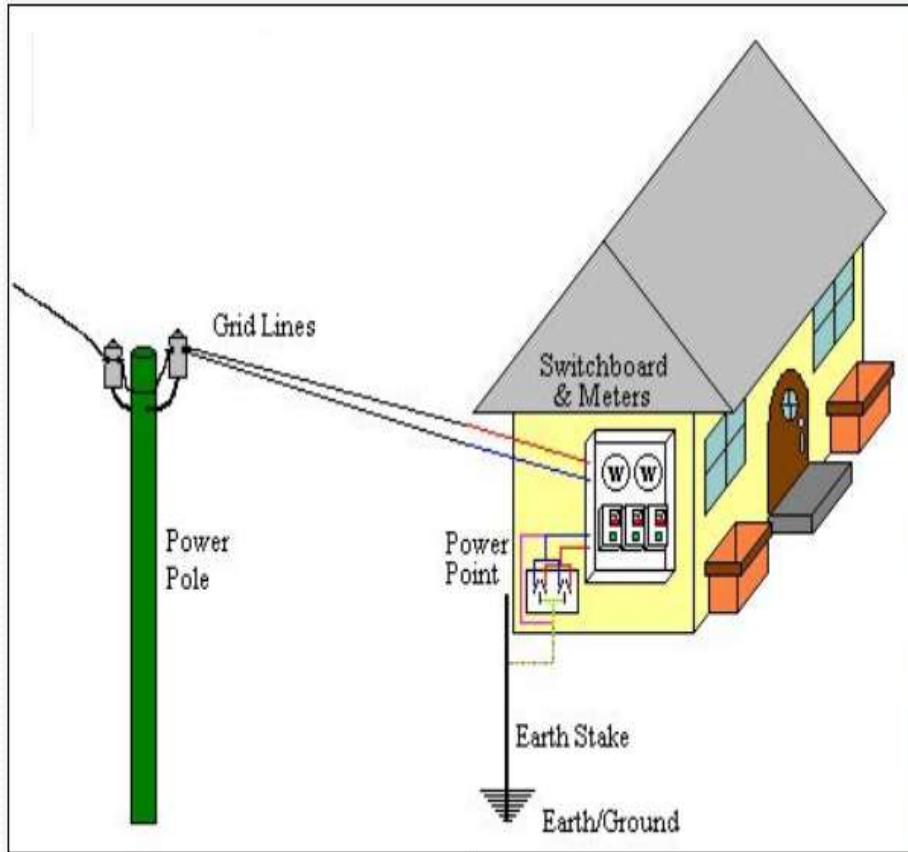 Grid Lines
Switchboard
& Meters
W W
Power
Pole
Power
Point
Earth Stake
Earth/Ground